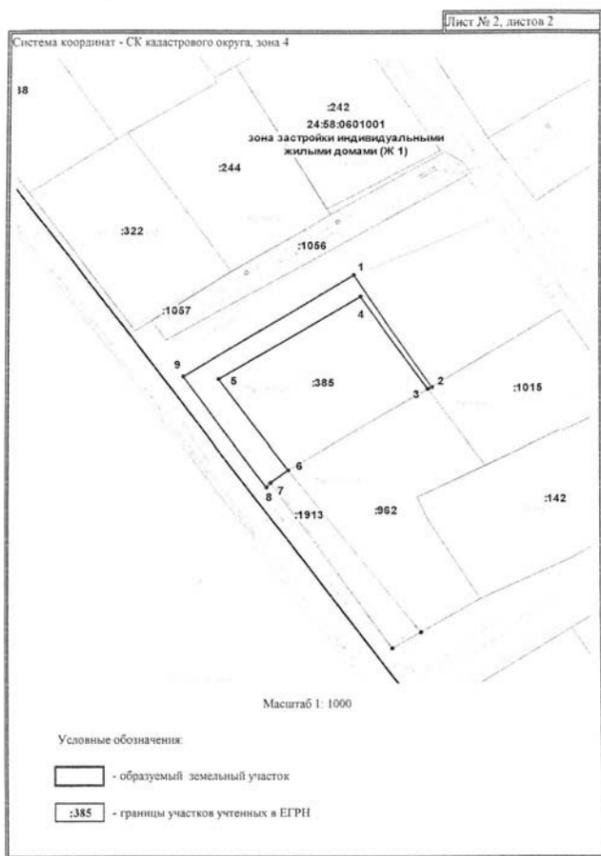 Лист № 2, листов 2
Система координат - СК кадастрового округа, зона 4
:242
24:58:0601001
зона застройки индивидуальными
жилыми домами (Ж 1)
:244
:322
:1056
:1057
1
4
9
5
:385
3
2
:1015
6
7
8
:1913
:962
:142
Масштаб 1: 1000
Условные обозначения:
- образуемый земельный участок
:385
- границы участков учтенных в ЕГРН